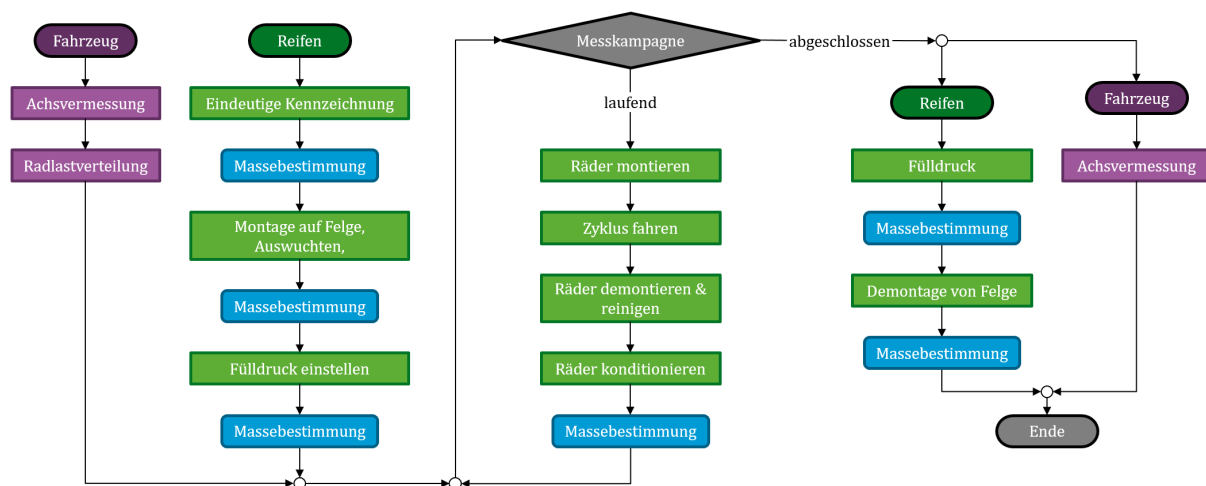 Fahrzeug
Achsvermessung
Radlastverteilung
Reifen
Eindeutige Kennzeichnung
Massebestimmung
Montage auf Felge,
Auswuchten,
Massebestimmung
Fülldruck einstellen
Massebestimmung
Messkampagne
laufend
Räder montieren
Zyklus fahren
Räder demontieren &
reinigen
Räder konditionieren
Massebestimmung
abgeschlossen
Reifen
Fülldruck
Massebestimmung
Demontage von Felge
Massebestimmung
Fahrzeug
Achsvermessung
Ende